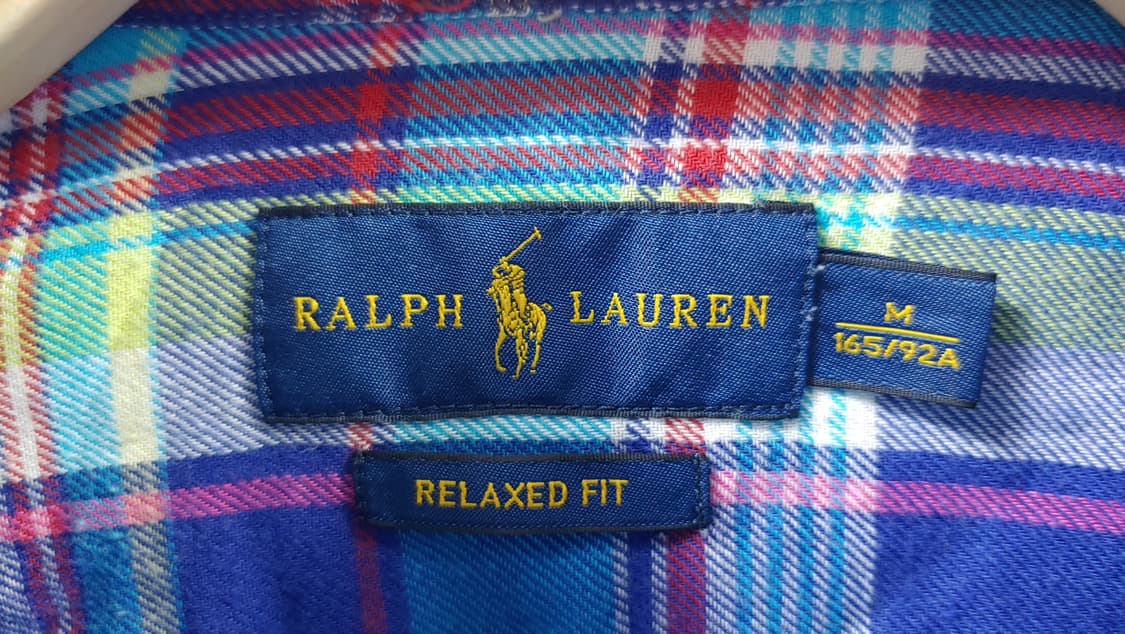 RALPH LAUREN
M
165/92A
RELAXED FIT